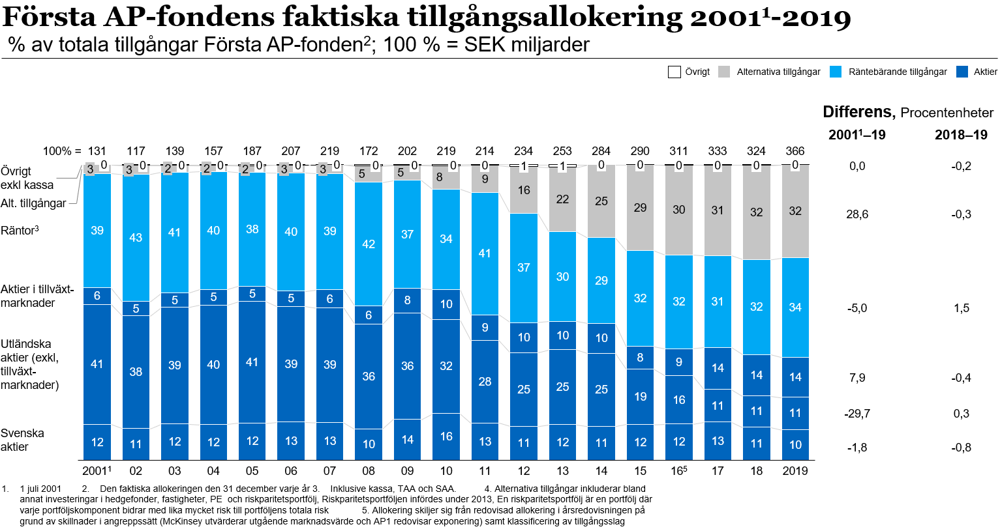 Första AP-fondens faktiska tillgångsallokering 2001¹-2019
% av totala tillgångar Första AP-fonden²; 100 % = SEK miljarder
Övrigt Alternativa tillgångar Räntebärande tillgångar Aktier
Differens, Procentenheter
2001¹–19 2018–19
100% = 131 117 139 157 187 207 219 172 202 219 214 234 253 284 290 311 333 324 366
Övrigt
exkl kassa
0 0 0 0 0 0 0 0 0 0 0 1 1 0 0 0 0 0 0 0,0 -0,2
Alt. tillgångar
3 3 2 2 2 3 3 5 5 8 9 16 22 25 29 30 31 32 32 28,6 -0,3
Räntor³
39 43 41 40 38 40 39 42 37 34 41 37 30 29 32 32 31 32 34 -5,0 1,5
Aktier i tillväxt-
marknader
6 5 5 5 5 5 6 6 8 10 9 10 10 10 8 9 14 14 14 7,9 -0,4
Utländska
aktier (exkl,
tillväxt-
marknader)
41 38 39 40 41 39 39 36 36 32 28 25 25 25 19 16 11 11 11 -29,7 0,3
Svenska
aktier
12 11 12 12 12 13 13 10 14 16 13 11 12 11 12 12 13 11 10 -1,8 -0,8
2001¹ 02 03 04 05 06 07 08 09 10 11 12 13 14 15 16⁵ 17 18 2019
1. 1 juli 2001 2. Den faktiska allokeringen den 31 december varje år 3. Inklusive kassa, TAA och SAA. 4. Alternativa tillgångar inkluderar bland
annat investeringar i hedgefonder, fastigheter, PE och riskparitetsportfölj, Riskparitetsportföljen infördes under 2013, En riskparitetsportfölj är en portfölj där
varje portföljskomponent bidrar med lika mycket risk till portföljens totala risk 5. Allokering skiljer sig från redovisad allokering i årsredovisningen på
grund av skillnader i angreppssätt (McKinsey utvärderar utgående marknadsvärde och AP1 redovisar exponering) samt klassificering av tillgångsslag